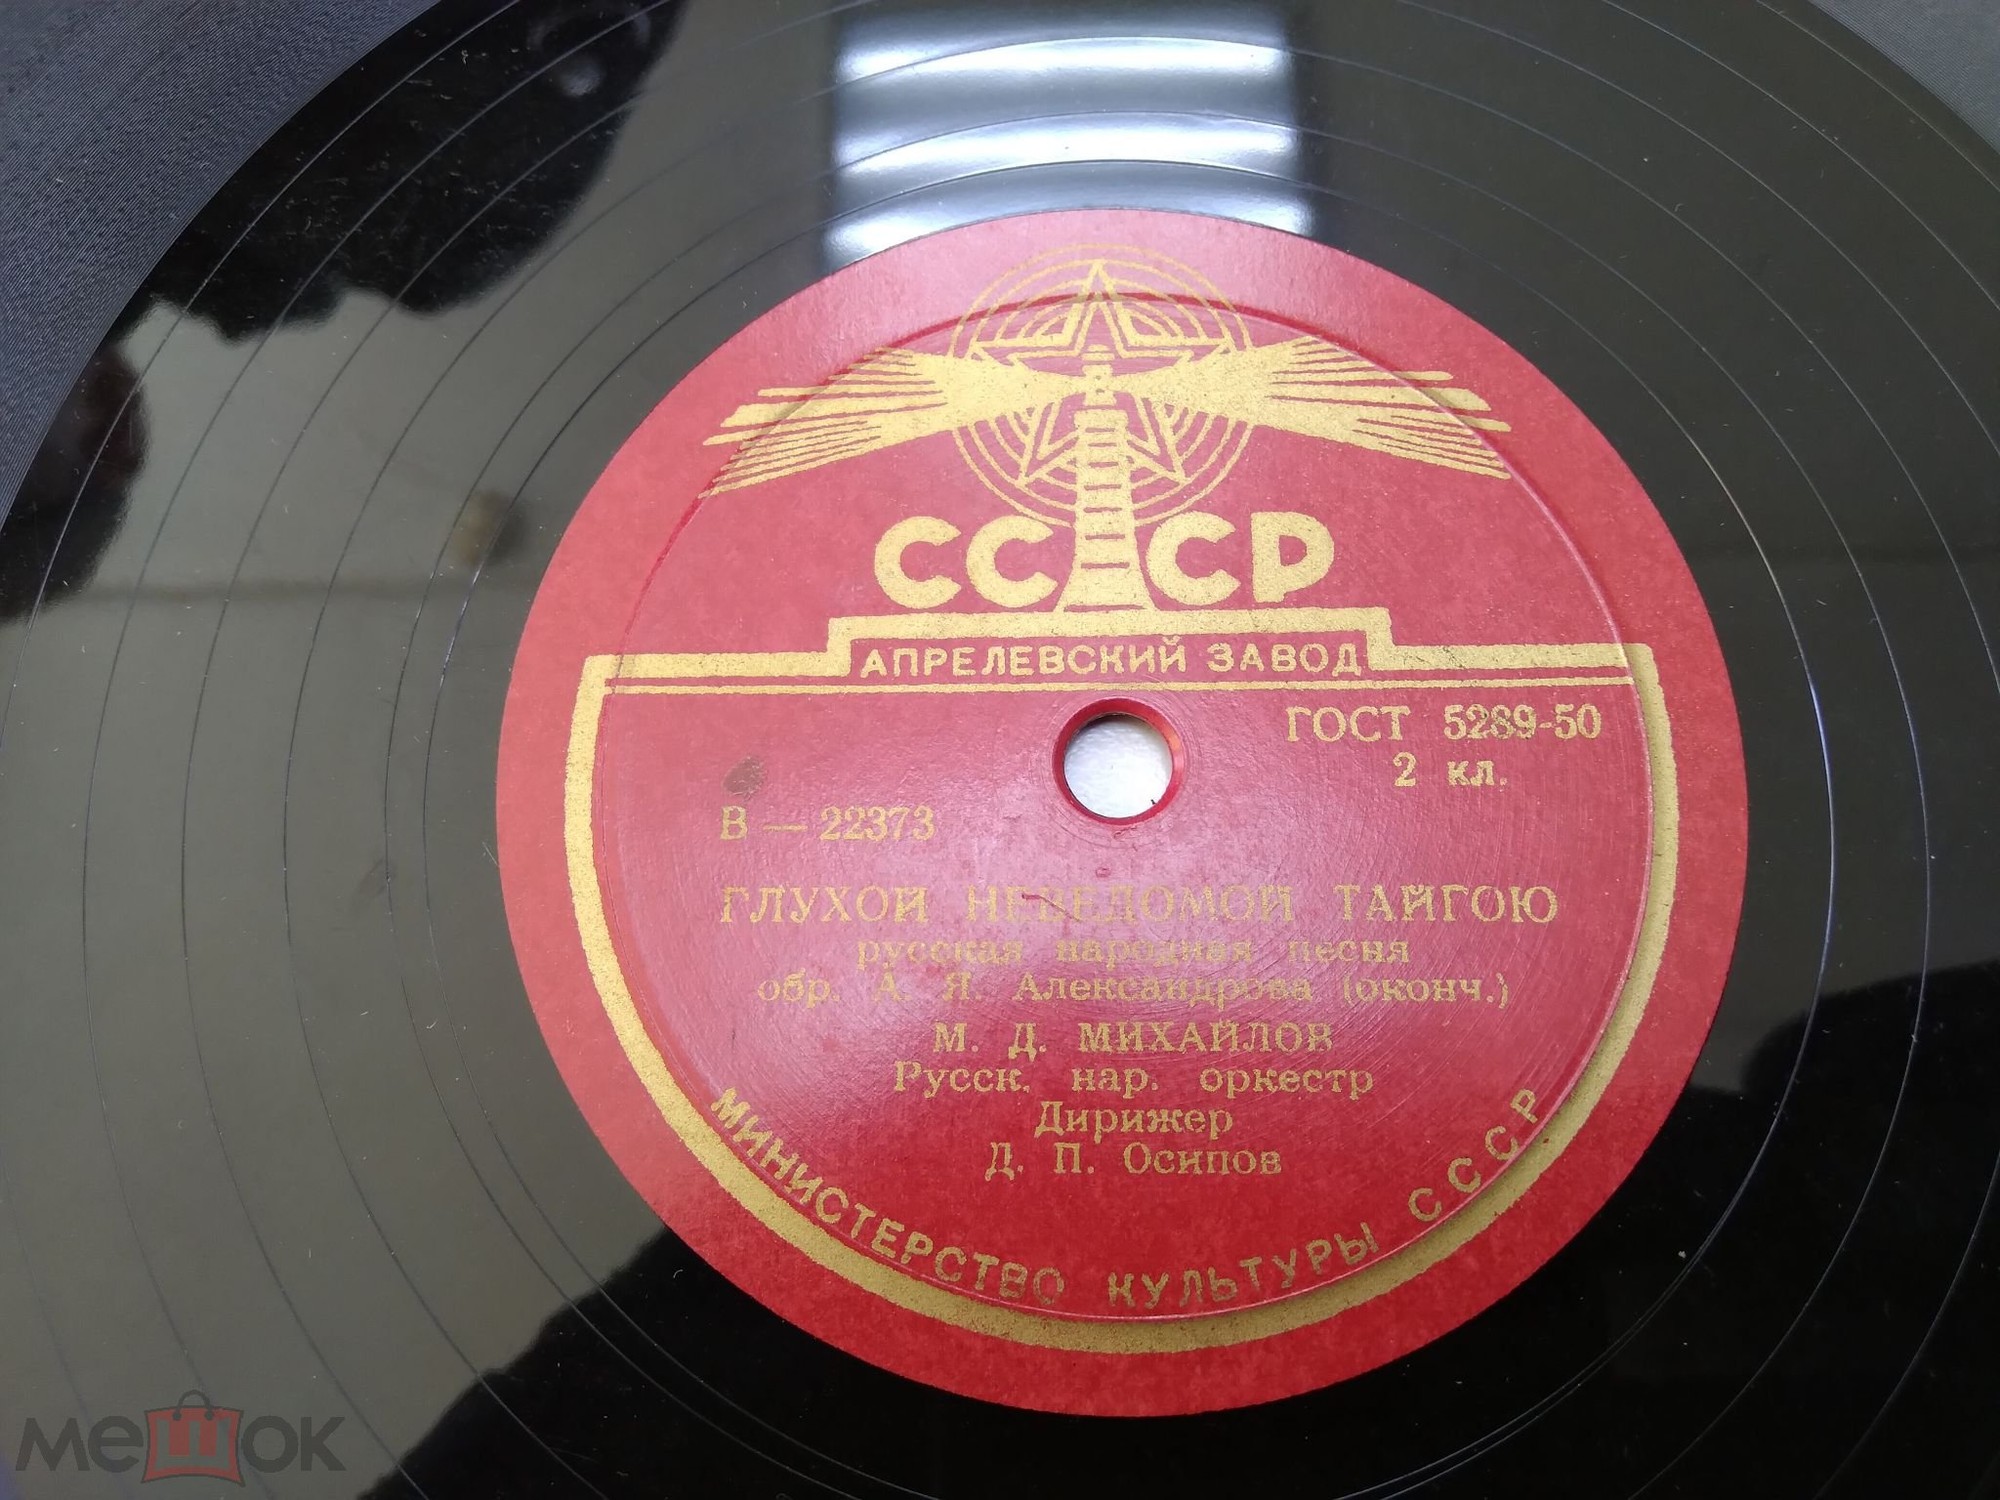 СССР
АПРЕЛЕВСКИЙ ЗАВОД
ГОСТ 5289-50
2 кл.
В — 22373
ГЛУХОЙ НЕВЕДОМОЙ ТАЙГОЮ
русская народная песня
обр. А. Я. Александрова (оконч.)
М. Д. МИХАЙЛОВ
Русск. нар. оркестр
Дирижер
Д. П. Осипов
МИНИСТЕРСТВО КУЛЬТУРЫ СССР
мешок